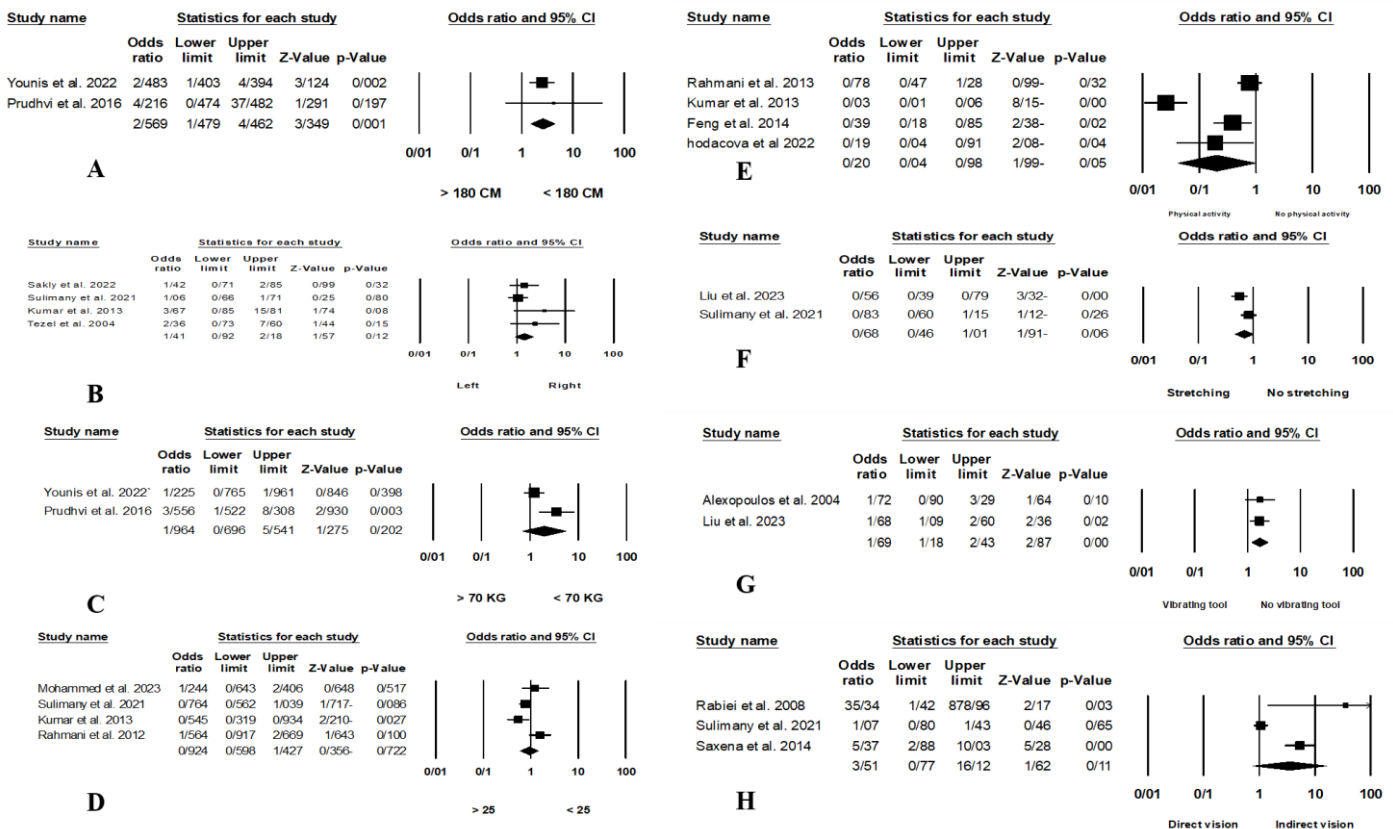 Study name Statistics for each study Odds ratio and 95% CI
Odds ratio Lower limit Upper limit Z-Value p-Value
Younis et al. 2022 2/483 1/403 4/394 3/124 0/002
Prudhvi et al. 2016 4/216 0/474 37/482 1/291 0/197
2/569 1/479 4/462 3/349 0/001
0/01 0/1 1 10 100
A
> 180 CM < 180 CM
Study name Statistics for each study Odds ratio and 95% CI
Odds ratio Lower limit Upper limit Z-Value p-Value
Sakly et al. 2022 1/42 0/71 2/85 0/99 0/32
Sulimany et al. 2021 1/06 0/66 1/71 0/25 0/80
Kumar et al. 2013 3/67 0/85 15/81 1/74 0/08
Tezel et al. 2004 2/36 0/73 7/60 1/44 0/15
1/41 0/92 2/18 1/57 0/12
0/01 0/1 1 10 100
Left Right
B
Study name Statistics for each study Odds ratio and 95% CI
Odds ratio Lower limit Upper limit Z-Value p-Value
Younis et al. 2022 1/225 0/765 1/961 0/846 0/398
Prudhvi et al. 2016 3/556 1/522 8/308 2/930 0/003
1/964 0/696 5/541 1/275 0/202
0/01 0/1 1 10 100
C
> 70 KG < 70 KG
Study name Statistics for each study Odds ratio and 95% CI
Odds ratio Lower limit Upper limit Z-Value p-Value
Mohammed et al. 2023 1/244 0/643 2/406 0/648 0/517
Sulimany et al. 2021 0/764 0/562 1/039 1/717- 0/086
Kumar et al. 2013 0/545 0/319 0/934 2/210- 0/027
Rahmani et al. 2012 1/564 0/917 2/669 1/643 0/100
0/924 0/598 1/427 0/356- 0/722
0/01 0/1 1 10 100
D
> 25 < 25
Study name Statistics for each study Odds ratio and 95% CI
Odds ratio Lower limit Upper limit Z-Value p-Value
Rahmani et al. 2013 0/78 0/47 1/28 0/99- 0/32
Kumar et al. 2013 0/03 0/01 0/06 8/15- 0/00
Feng et al. 2014 0/39 0/18 0/85 2/38- 0/02
hodacova et al 2022 0/19 0/04 0/91 2/08- 0/04
0/20 0/04 0/98 1/99- 0/05
E
0/01 0/1 1 10 100
Physical activity No physical activity
Study name Statistics for each study Odds ratio and 95% CI
Odds ratio Lower limit Upper limit Z-Value p-Value
Liu et al. 2023 0/56 0/39 0/79 3/32- 0/00
Sulimany et al. 2021 0/83 0/60 1/15 1/12- 0/26
0/68 0/46 1/01 1/91- 0/06
F
0/01 0/1 1 10 100
Stretching No stretching
Study name Statistics for each study Odds ratio and 95% CI
Odds ratio Lower limit Upper limit Z-Value p-Value
Alexopoulos et al. 2004 1/72 0/90 3/29 1/64 0/10
Liu et al. 2023 1/68 1/09 2/60 2/36 0/02
1/69 1/18 2/43 2/87 0/00
G
0/01 0/1 1 10 100
Vibrating tool No vibrating tool
Study name Statistics for each study Odds ratio and 95% CI
Odds ratio Lower limit Upper limit Z-Value p-Value
Rabiei et al. 2008 35/34 1/42 878/96 2/17 0/03
Sulimany et al. 2021 1/07 0/80 1/43 0/46 0/65
Saxena et al. 2014 5/37 2/88 10/03 5/28 0/00
3/51 0/77 16/12 1/62 0/11
0/01 0/1 1 10 100
H
Direct vision Indirect vision